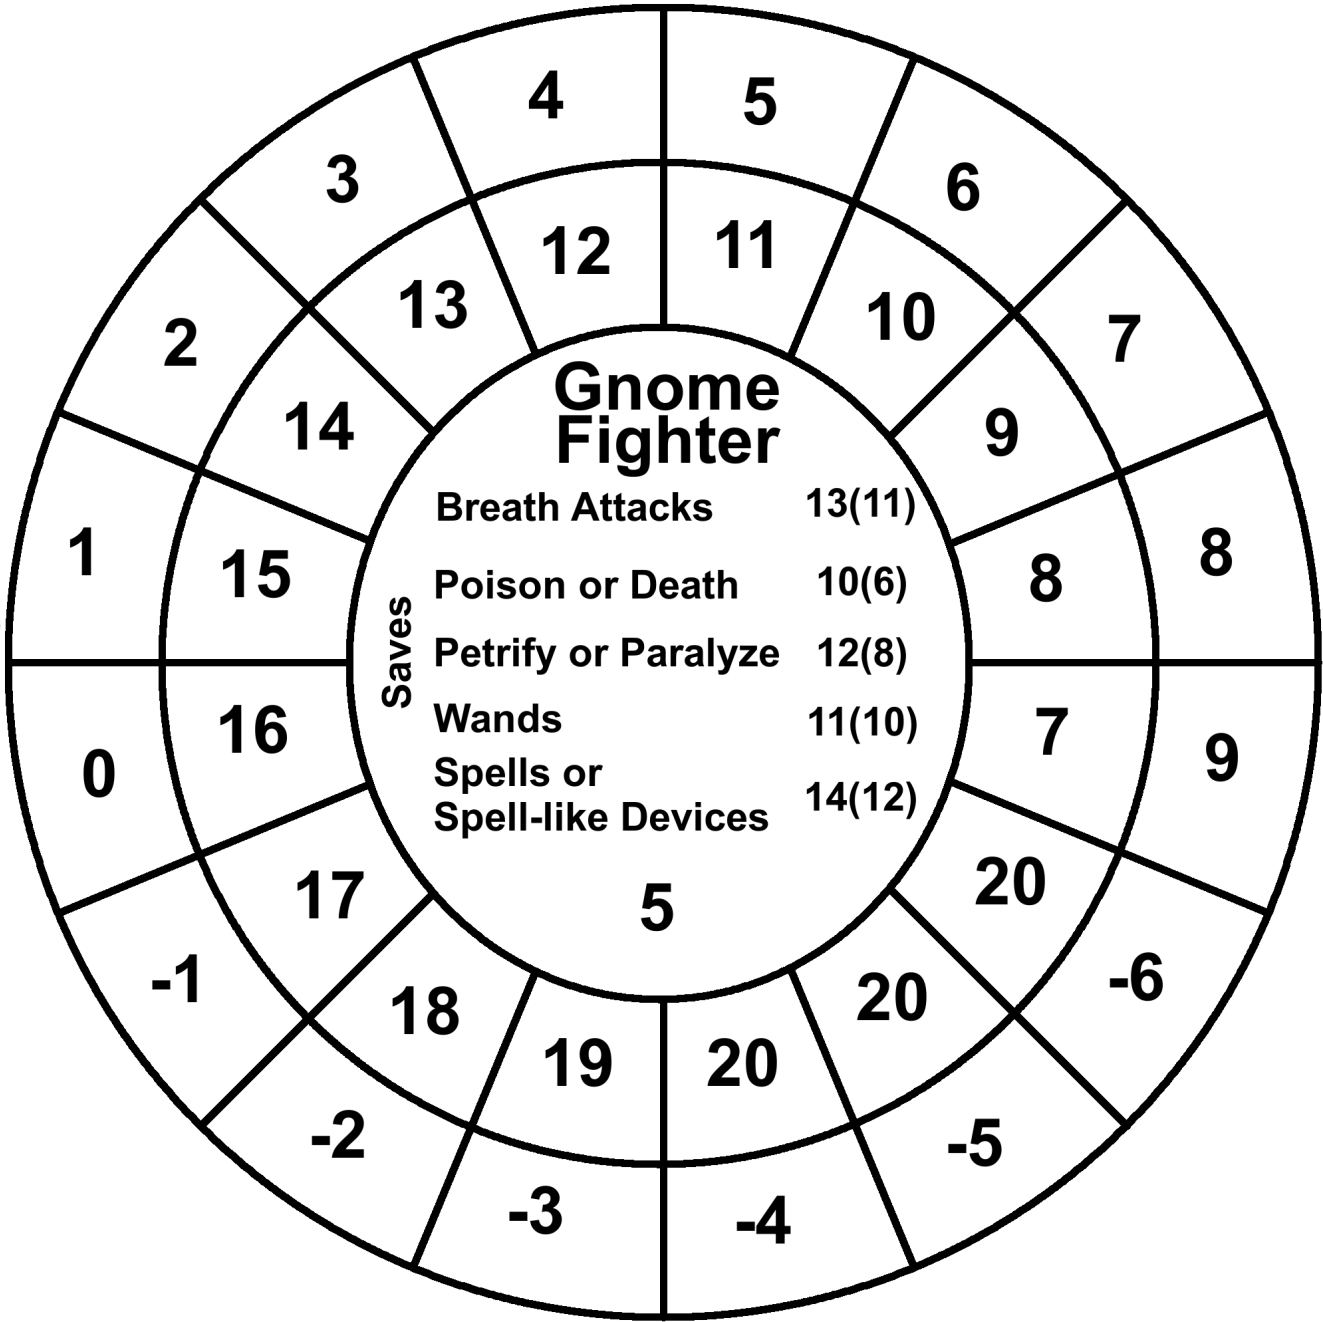 4 5
3 6
12 11
13 10
2 7
14 9
Gnome
Fighter
Breath Attacks 13(11)
1 8
15 8
Poison or Death 10(6)
Saves
Petrify or Paralyze 12(8)
Wands 11(10)
16 7
0 9
Spells or
Spell-like Devices 14(12)
17 20
5
-1 -6
18 20
19 20
-2 -5
-3 -4